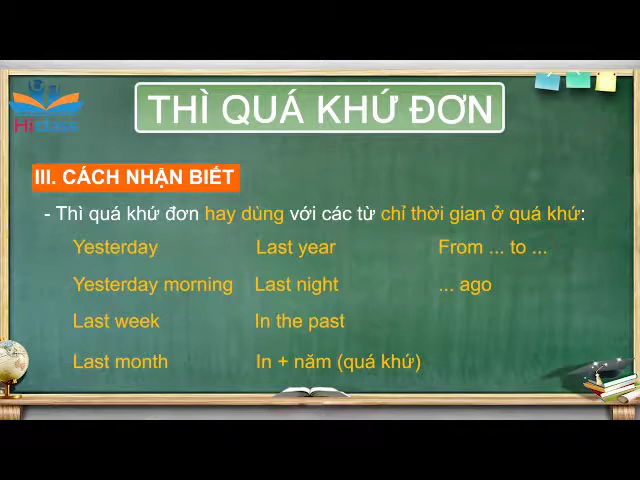 Hiclass
THÌ QUÁ KHỨ ĐƠN
III. CÁCH NHẬN BIẾT
- Thì quá khứ đơn hay dùng với các từ chỉ thời gian ở quá khứ:
Yesterday Last year From ... to ...
Yesterday morning Last night ... ago
Last week In the past
Last month In + năm (quá khứ)